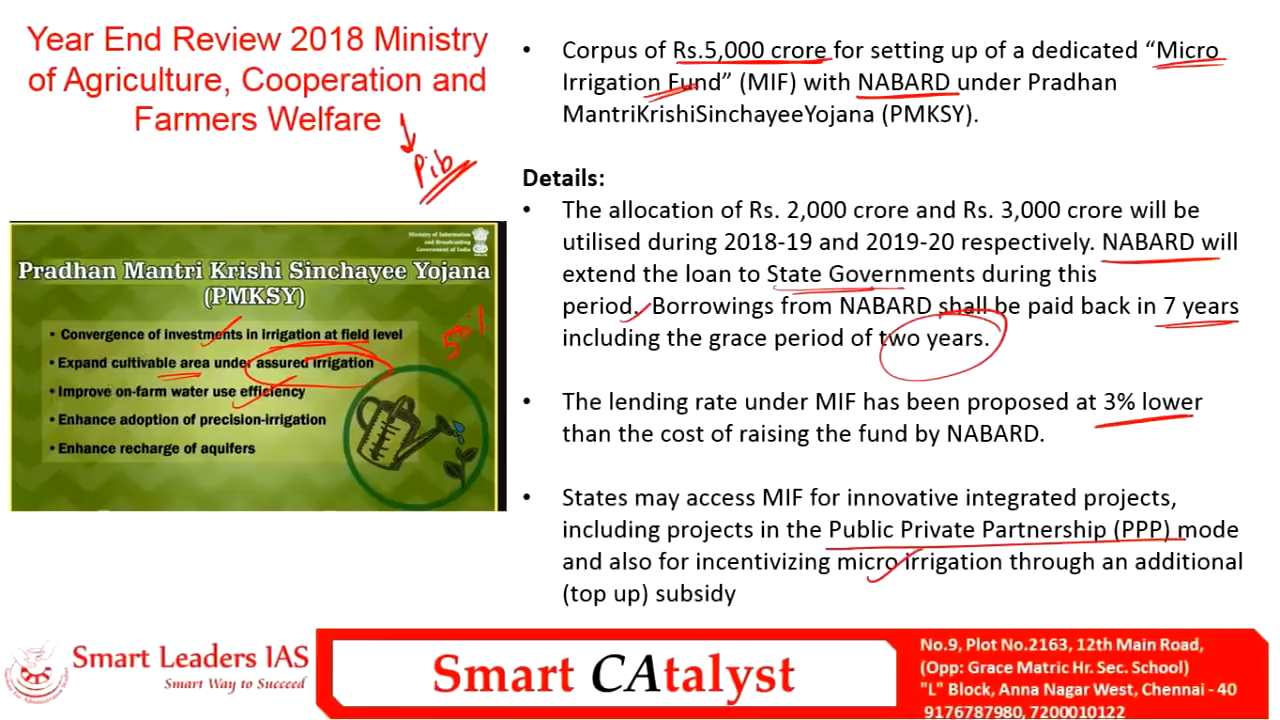 Year End Review 2018 Ministry
of Agriculture, Cooperation and
Farmers Welfare
Pib
Ministry of Information
and Broadcasting
Government of India
Pradhan Mantri Krishi Sinchayee Yojana
(PMKSY)
• Convergence of investments in irrigation at field level
• Expand cultivable area under assured irrigation
• Improve on-farm water use efficiency
• Enhance adoption of precision-irrigation
• Enhance recharge of aquifers
• Corpus of Rs.5,000 crore for setting up of a dedicated “Micro
Irrigation Fund” (MIF) with NABARD under Pradhan
MantriKrishiSinchayeeYojana (PMKSY).
Details:
• The allocation of Rs. 2,000 crore and Rs. 3,000 crore will be
utilised during 2018-19 and 2019-20 respectively. NABARD will
extend the loan to State Governments during this
period. Borrowings from NABARD shall be paid back in 7 years
including the grace period of two years.
• The lending rate under MIF has been proposed at 3% lower
than the cost of raising the fund by NABARD.
• States may access MIF for innovative integrated projects,
including projects in the Public Private Partnership (PPP) mode
and also for incentivizing micro irrigation through an additional
(top up) subsidy
Smart Leaders IAS
Smart Way to Succeed
Smart CAtalyst
No.9, Plot No.2163, 12th Main Road,
(Opp: Grace Matric Hr. Sec. School)
"L" Block, Anna Nagar West, Chennai - 40
9176787980, 7200010122